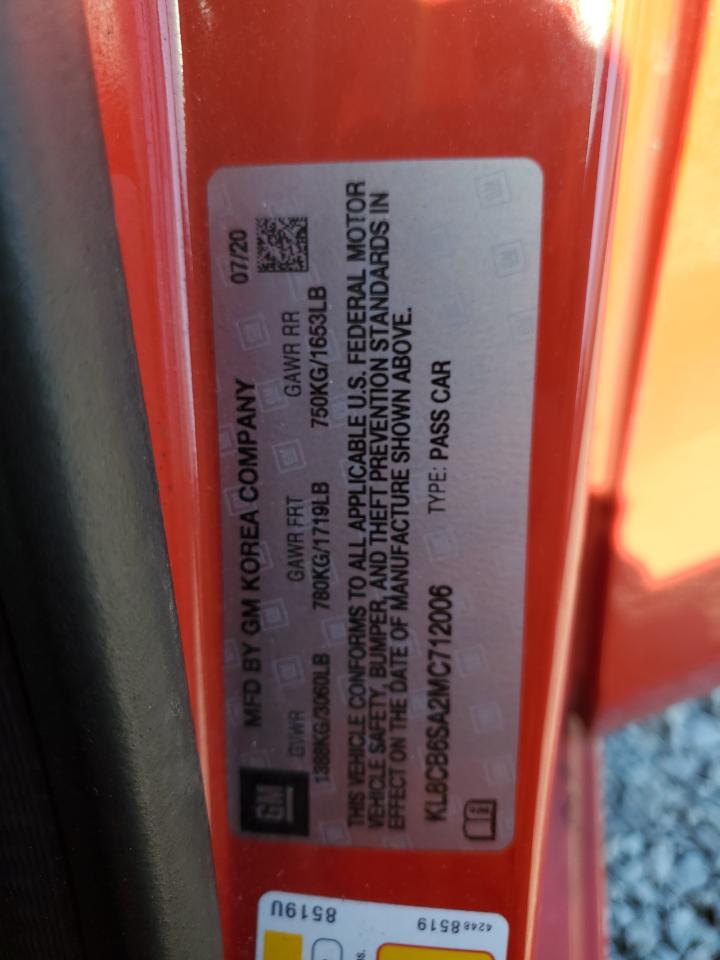 GM
MFD BY GM KOREA COMPANY 07/20
GVWR GAWR FRT GAWR RR
1388KG/3060LB 780KG/1719LB 750KG/1653LB
THIS VEHICLE CONFORMS TO ALL APPLICABLE U.S. FEDERAL MOTOR
VEHICLE SAFETY, BUMPER, AND THEFT PREVENTION STANDARDS IN
EFFECT ON THE DATE OF MANUFACTURE SHOWN ABOVE.
KL8CB6SA2MC712006 TYPE: PASS CAR
8519U
42488519